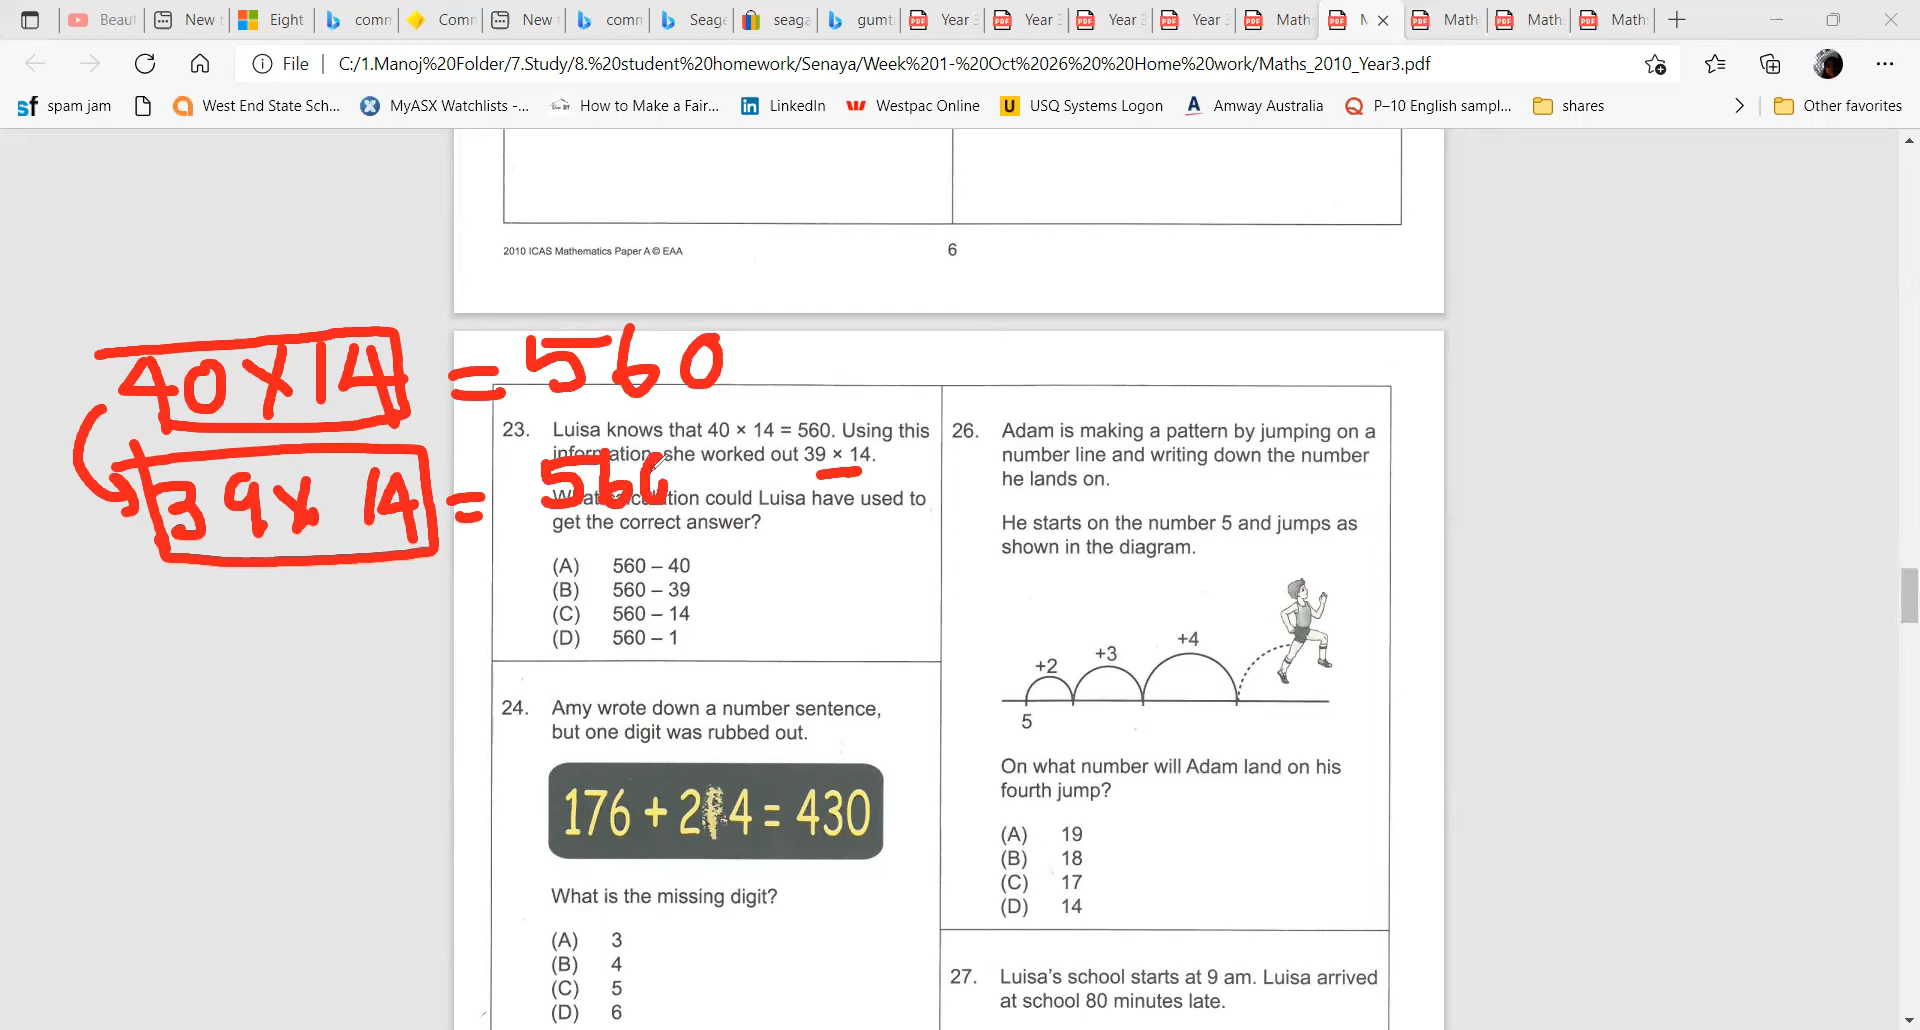 Beaut
New t
Eight
comn
Comn
New t
comn
Seage
seaga
gumt
Year 3
Year 3
Year 3
Year 3
Maths
M
Math
Math
Math
File
C:/1.Manoj%20Folder/7.Study/8.%20student%20homework/Senaya/Week%201-%20Oct%2026%20%20Home%20work/Maths_2010_Year3.pdf
spam jam
West End State Sch...
MyASX Watchlists -...
How to Make a Fair...
LinkedIn
Westpac Online
USQ Systems Logon
Amway Australia
P–10 English sampl...
shares
Other favorites
2010 ICAS Mathematics Paper A © EAA
6
40 × 14 = 560
39 × 14 = 560
23. Luisa knows that 40 × 14 = 560. Using this
information, she worked out 39 × 14.
What calculation could Luisa have used to
get the correct answer?
(A) 560 – 40
(B) 560 – 39
(C) 560 – 14
(D) 560 – 1
24. Amy wrote down a number sentence,
but one digit was rubbed out.
176 + 2 4 = 430
What is the missing digit?
(A) 3
(B) 4
(C) 5
(D) 6
26. Adam is making a pattern by jumping on a
number line and writing down the number
he lands on.
He starts on the number 5 and jumps as
shown in the diagram.
+2
+3
+4
5
On what number will Adam land on his
fourth jump?
(A) 19
(B) 18
(C) 17
(D) 14
27. Luisa's school starts at 9 am. Luisa arrived
at school 80 minutes late.